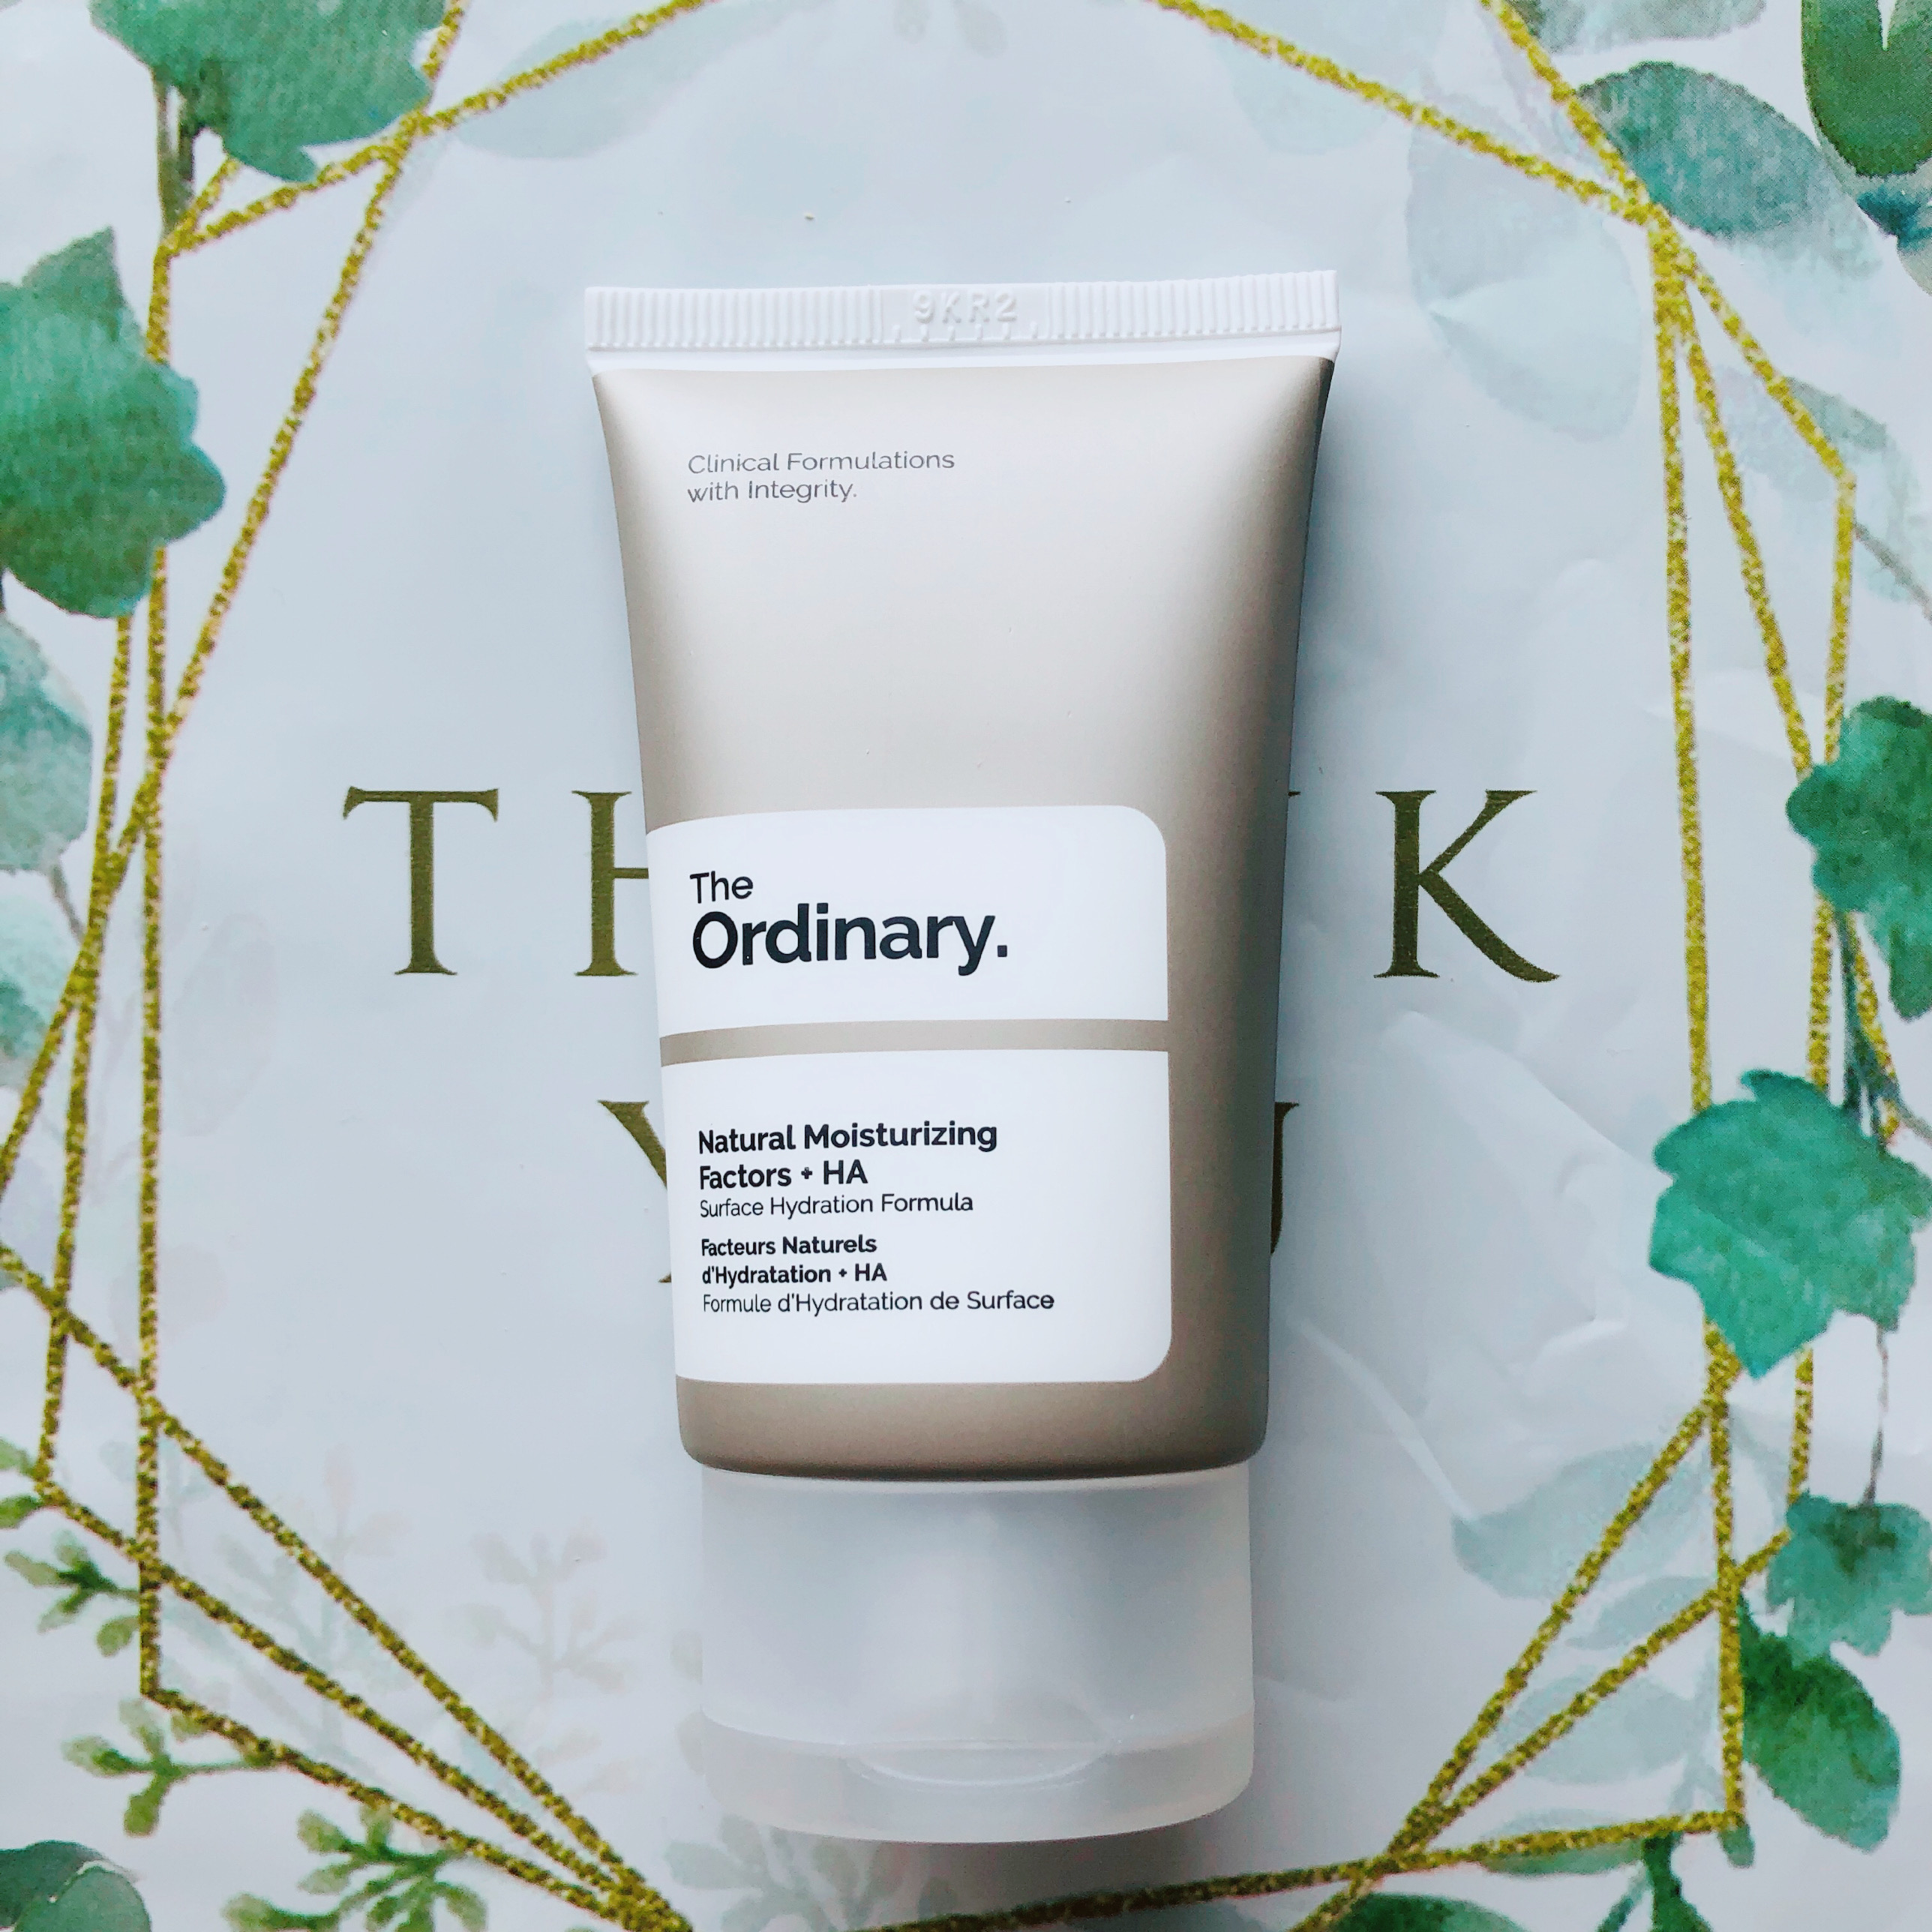 9KR2
Clinical Formulations
with Integrity.
T H K
The
Ordinary.
Natural Moisturizing
Factors + HA
Surface Hydration Formula
Facteurs Naturels
d'Hydratation + HA
Formule d'Hydratation de Surface